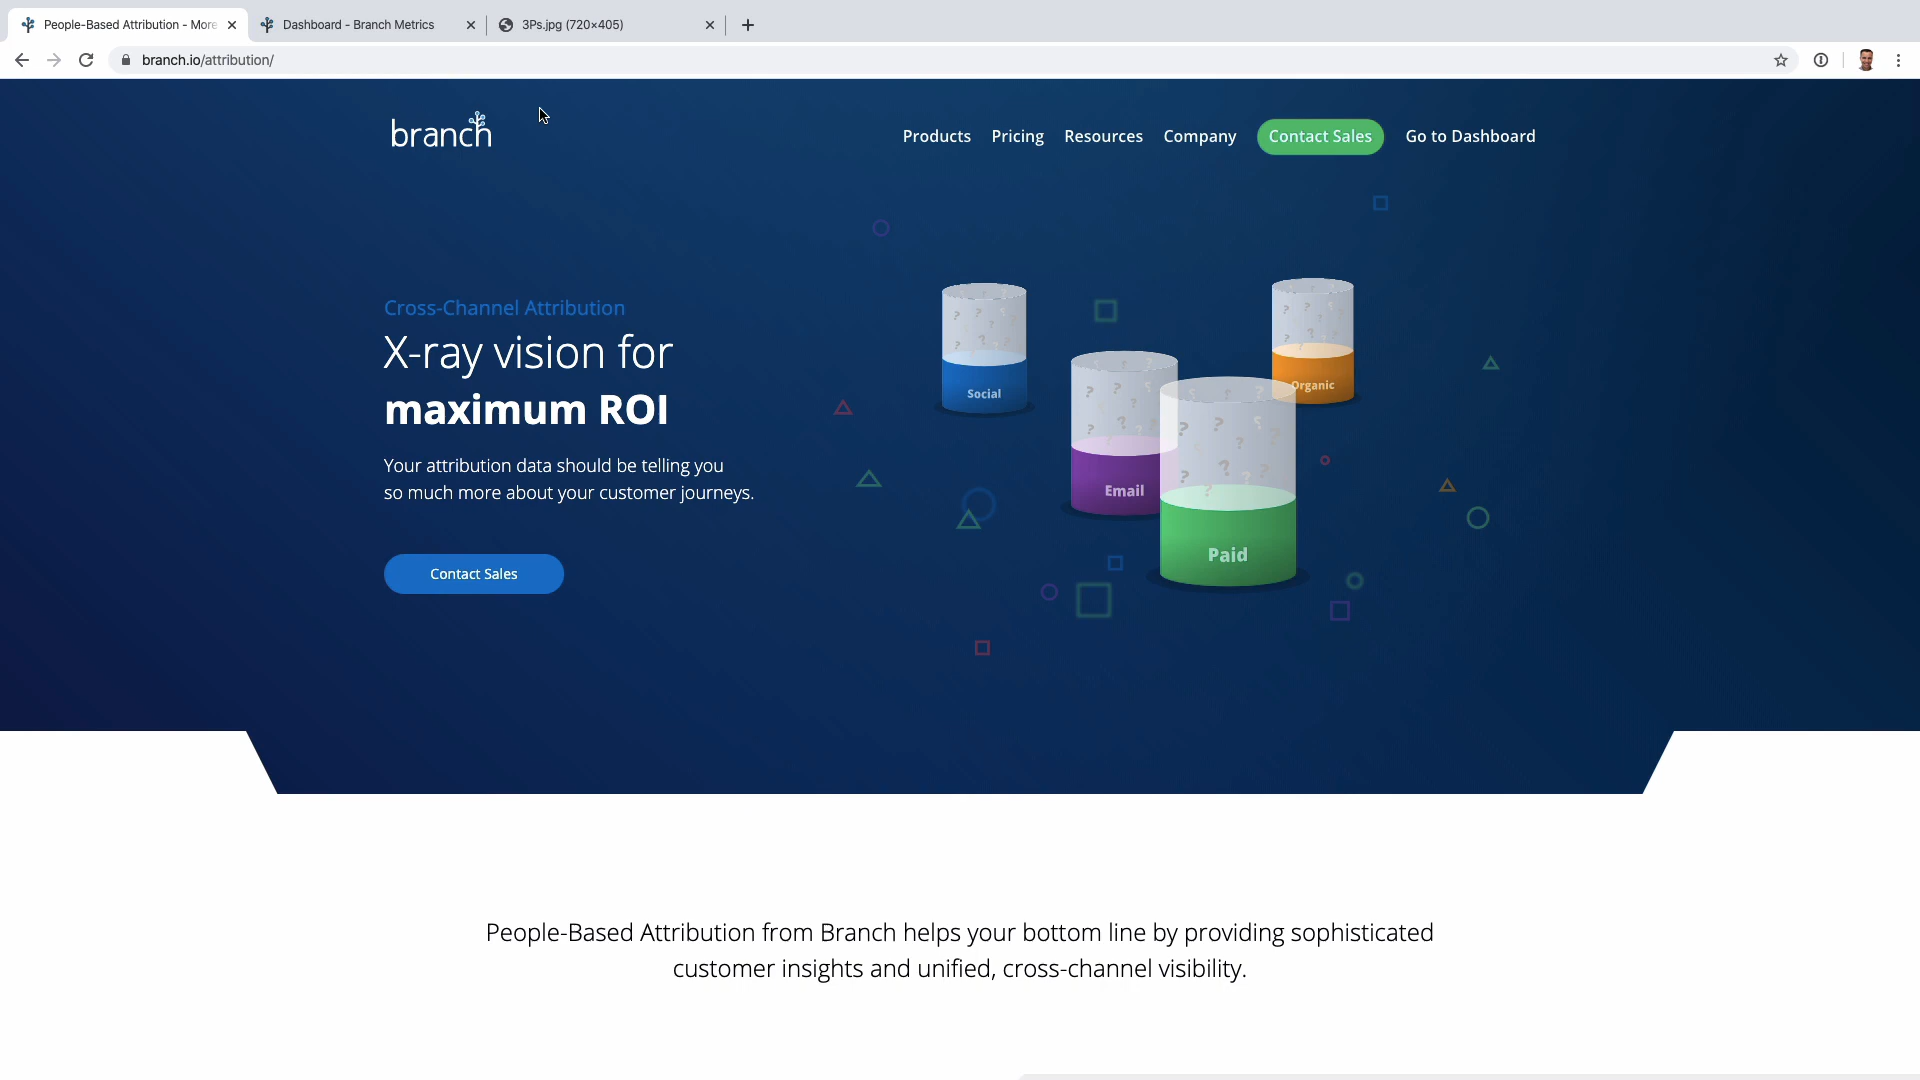 People-Based Attribution - More
Dashboard - Branch Metrics
3Ps.jpg (720×405)
branch.io/attribution/
branch
Products
Pricing
Resources
Company
Contact Sales
Go to Dashboard
Cross-Channel Attribution
X-ray vision for
maximum ROI
Your attribution data should be telling you
so much more about your customer journeys.
Contact Sales
Social
Organic
Email
Paid
People-Based Attribution from Branch helps your bottom line by providing sophisticated
customer insights and unified, cross-channel visibility.